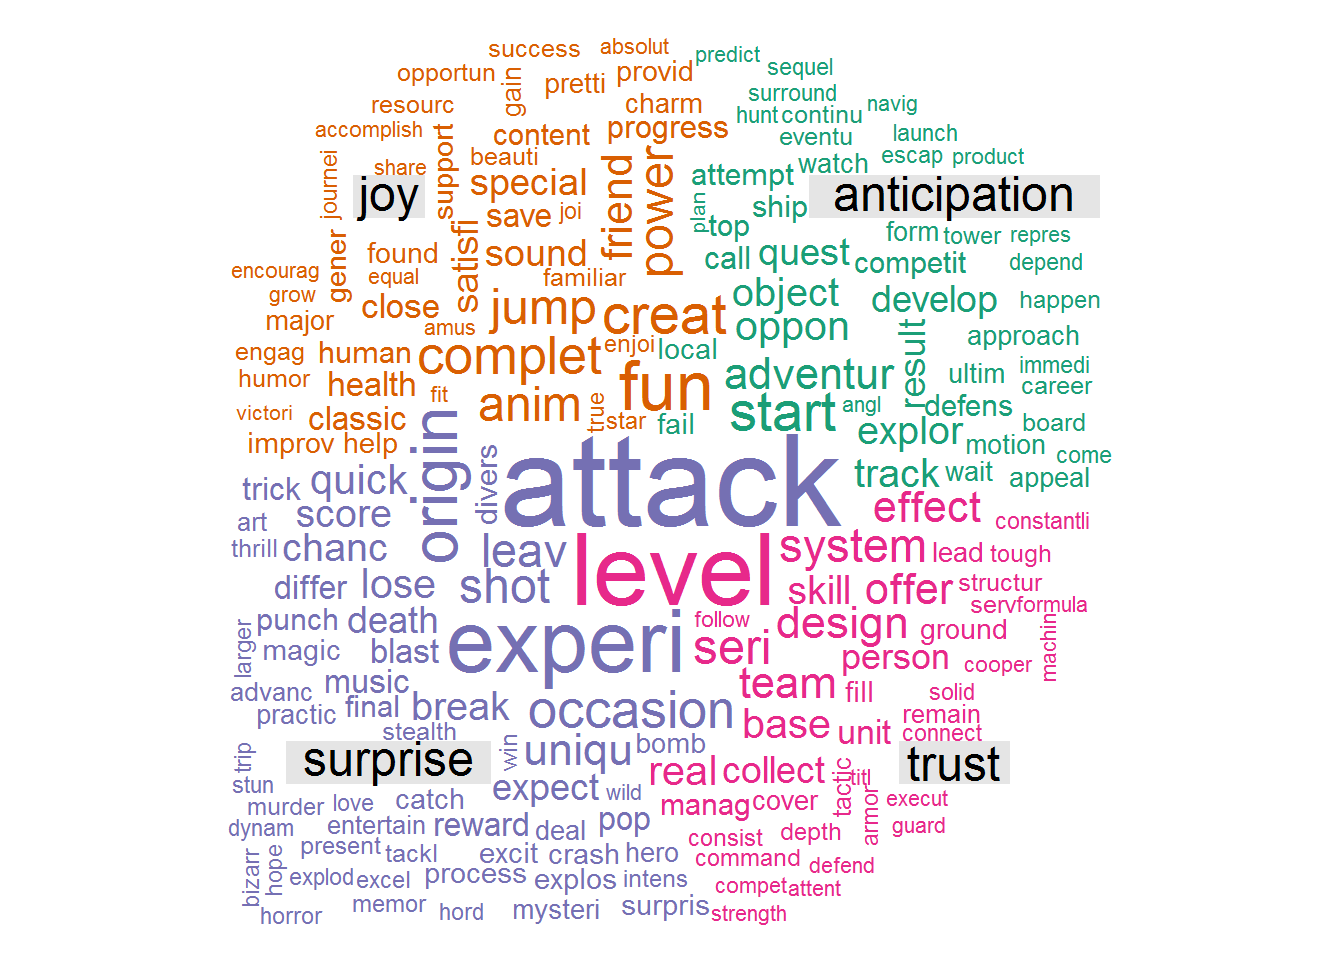 success
absolut
predict
sequel
opportun
gain
pretti
provid
surround
navig
resourc
charm
hunt
continu
accomplish
support
content
progress
eventu
launch
journei
share
beauti
friend
power
attempt
watch
escap
product
joy
special
plan
ship
anticipation
save
joi
top
form
tower
repres
gener
found
satisfi
sound
call
quest
competit
depend
encourag
equal
familiar
grow
close
jump
creat
object
develop
happen
major
amus
oppon
result
approach
engag
human
complet
enjoi
local
adventur
ultim
immedi
humor
health
fit
anim
fun
career
victori
classic
true
star
start
angl
defens
improv
help
origin
fail
explor
motion
board
come
trick
quick
divers
attack
track
wait
appeal
art
score
effect
constantli
thrill
chanc
leav
level
system
lead
tough
differ
lose
shot
skill
offer
structur
punch
death
experi
follow
design
serv
formula
larger
magic
blast
seri
person
ground
cooper
machin
advanc
music
team
fill
solid
practic
final
break
occasion
base
unit
remain
stealth
connect
trip
surprise
win
uniqu
bomb
real
collect
tactic
titl
trust
stun
expect
wild
murder
love
catch
manag
cover
armor
execut
dynam
entertain
reward
deal
pop
consist
depth
guard
bizarr
hope
present
tackl
excit
crash
hero
command
defend
explod
excel
process
explos
intens
compet
attent
horror
memor
hord
mysteri
surpris
strength